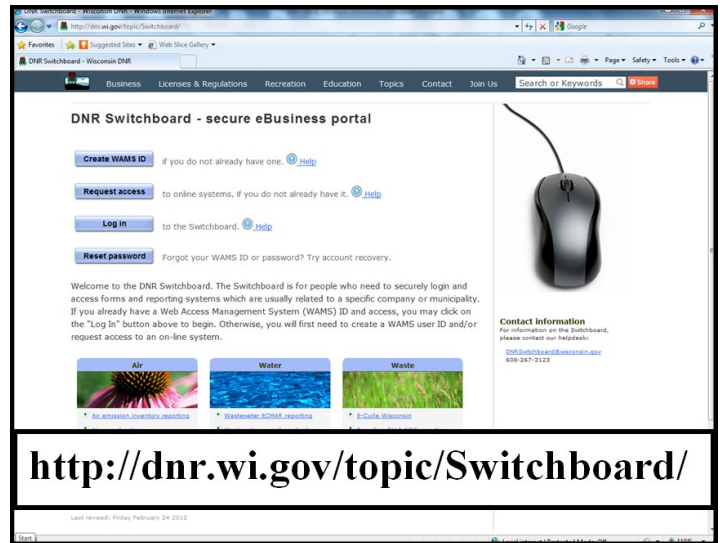 DNR Switchboard - Wisconsin DNR - Windows Internet Explorer
http://dnr.wi.gov/topic/Switchboard/
Google
Favorites Suggested Sites Web Slice Gallery
DNR Switchboard - Wisconsin DNR
Page Safety Tools
Business Licenses & Regulations Recreation Education Topics Contact Join Us Search or Keywords Share
DNR Switchboard - secure eBusiness portal
Create WAMS ID if you do not already have one. Help
Request access to online systems, if you do not already have it. Help
Log in to the Switchboard. Help
Reset password Forgot your WAMS ID or password? Try account recovery.
Welcome to the DNR Switchboard. The Switchboard is for people who need to securely login and
access forms and reporting systems which are usually related to a specific company or municipality.
If you already have a Web Access Management System (WAMS) ID and access, you may click on
the "Log In" button above to begin. Otherwise, you will first need to create a WAMS user ID and/or
request access to an on-line system.
Contact information
For information on the Switchboard,
please contact our helpdesk:
DNRSwitchboard@wisconsin.gov
608-267-3123
Air Water Waste
Air emission inventory reporting Wastewater ECMAR reporting E-Cycle Wisconsin
http://dnr.wi.gov/topic/Switchboard/
Last revised: Friday February 24 2012
Start
110%